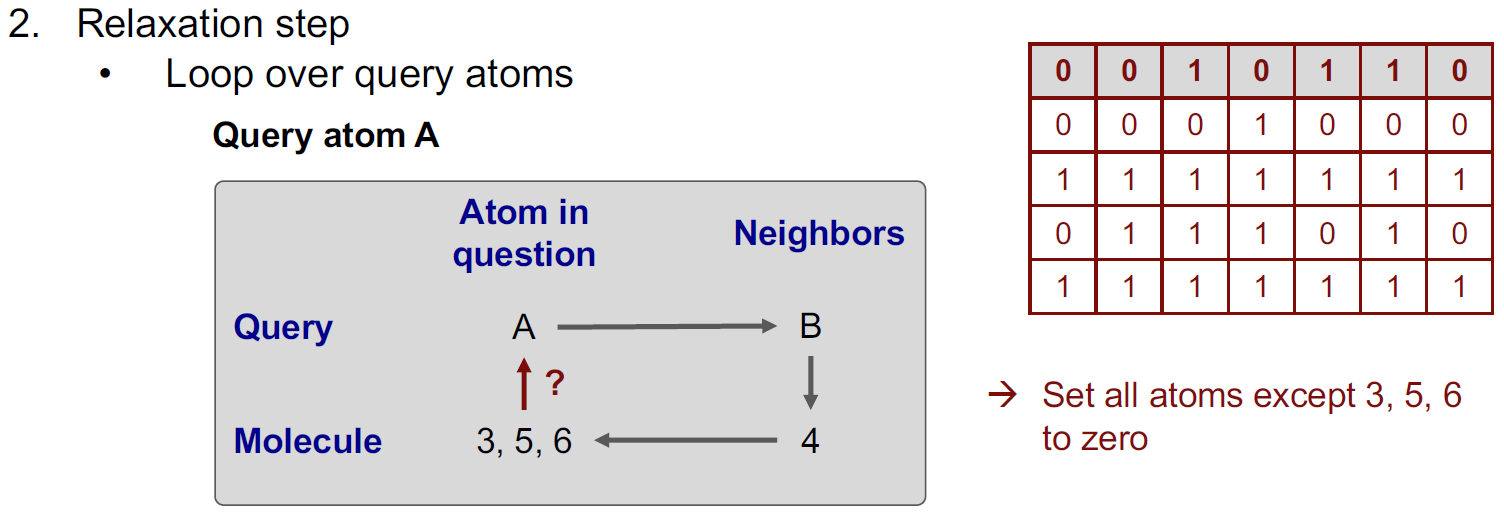 2. Relaxation step
• Loop over query atoms
Query atom A
Atom in
question
Neighbors
Query
A
B
?
Molecule
3, 5, 6
4
0 0 1 0 1 1 0
0 0 0 1 0 0 0
1 1 1 1 1 1 1
0 1 1 1 0 1 0
1 1 1 1 1 1 1
→ Set all atoms except 3, 5, 6
to zero